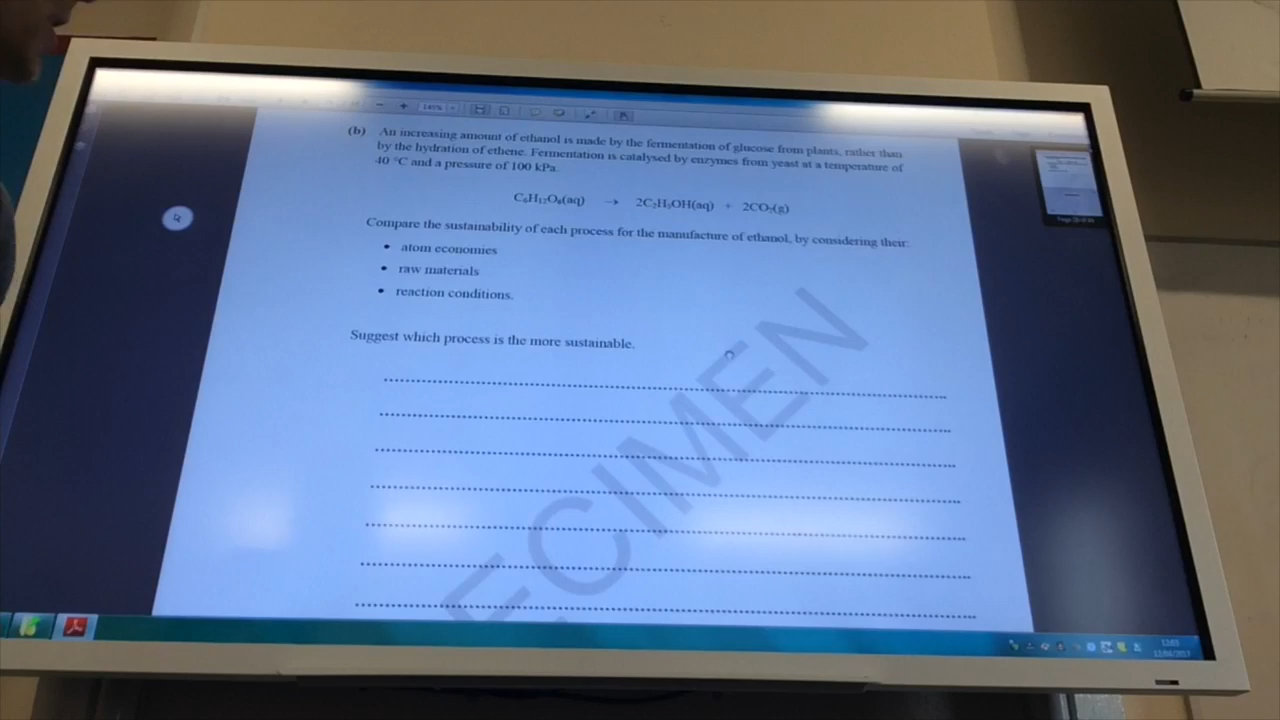 (b) An increasing amount of ethanol is made by the fermentation of glucose from plants, rather than
by the hydration of ethene. Fermentation is catalysed by enzymes from yeast at a temperature of
40 °C and a pressure of 100 kPa.
C₆H₁₂O₆(aq) → 2C₂H₅OH(aq) + 2CO₂(g)
Compare the sustainability of each process for the manufacture of ethanol, by considering their:
• atom economies
• raw materials
• reaction conditions.
Suggest which process is the more sustainable.
ECIMEN